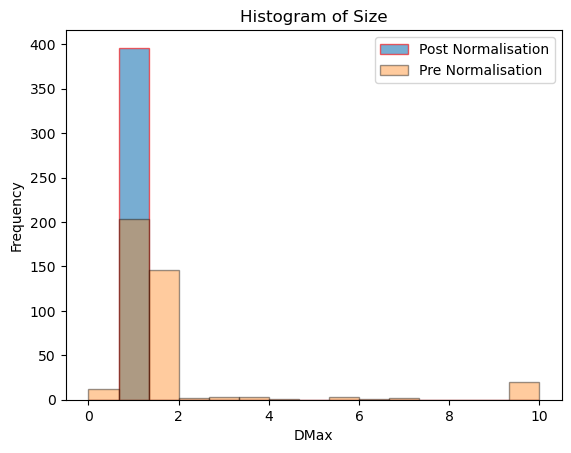 Histogram of Size
Post Normalisation
Pre Normalisation
400
350
300
250
200
150
100
50
0
Frequency
0 2 4 6 8 10
DMax